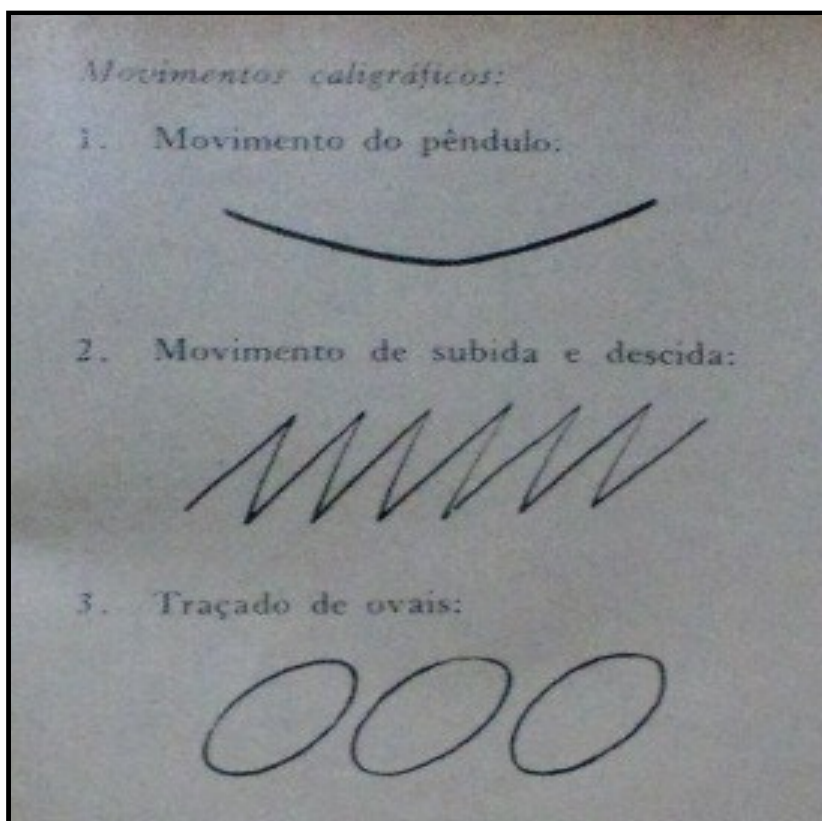 Movimentos caligráficos:
1. Movimento do pêndulo:
2. Movimento de subida e descida:
3. Traçado de ovais: